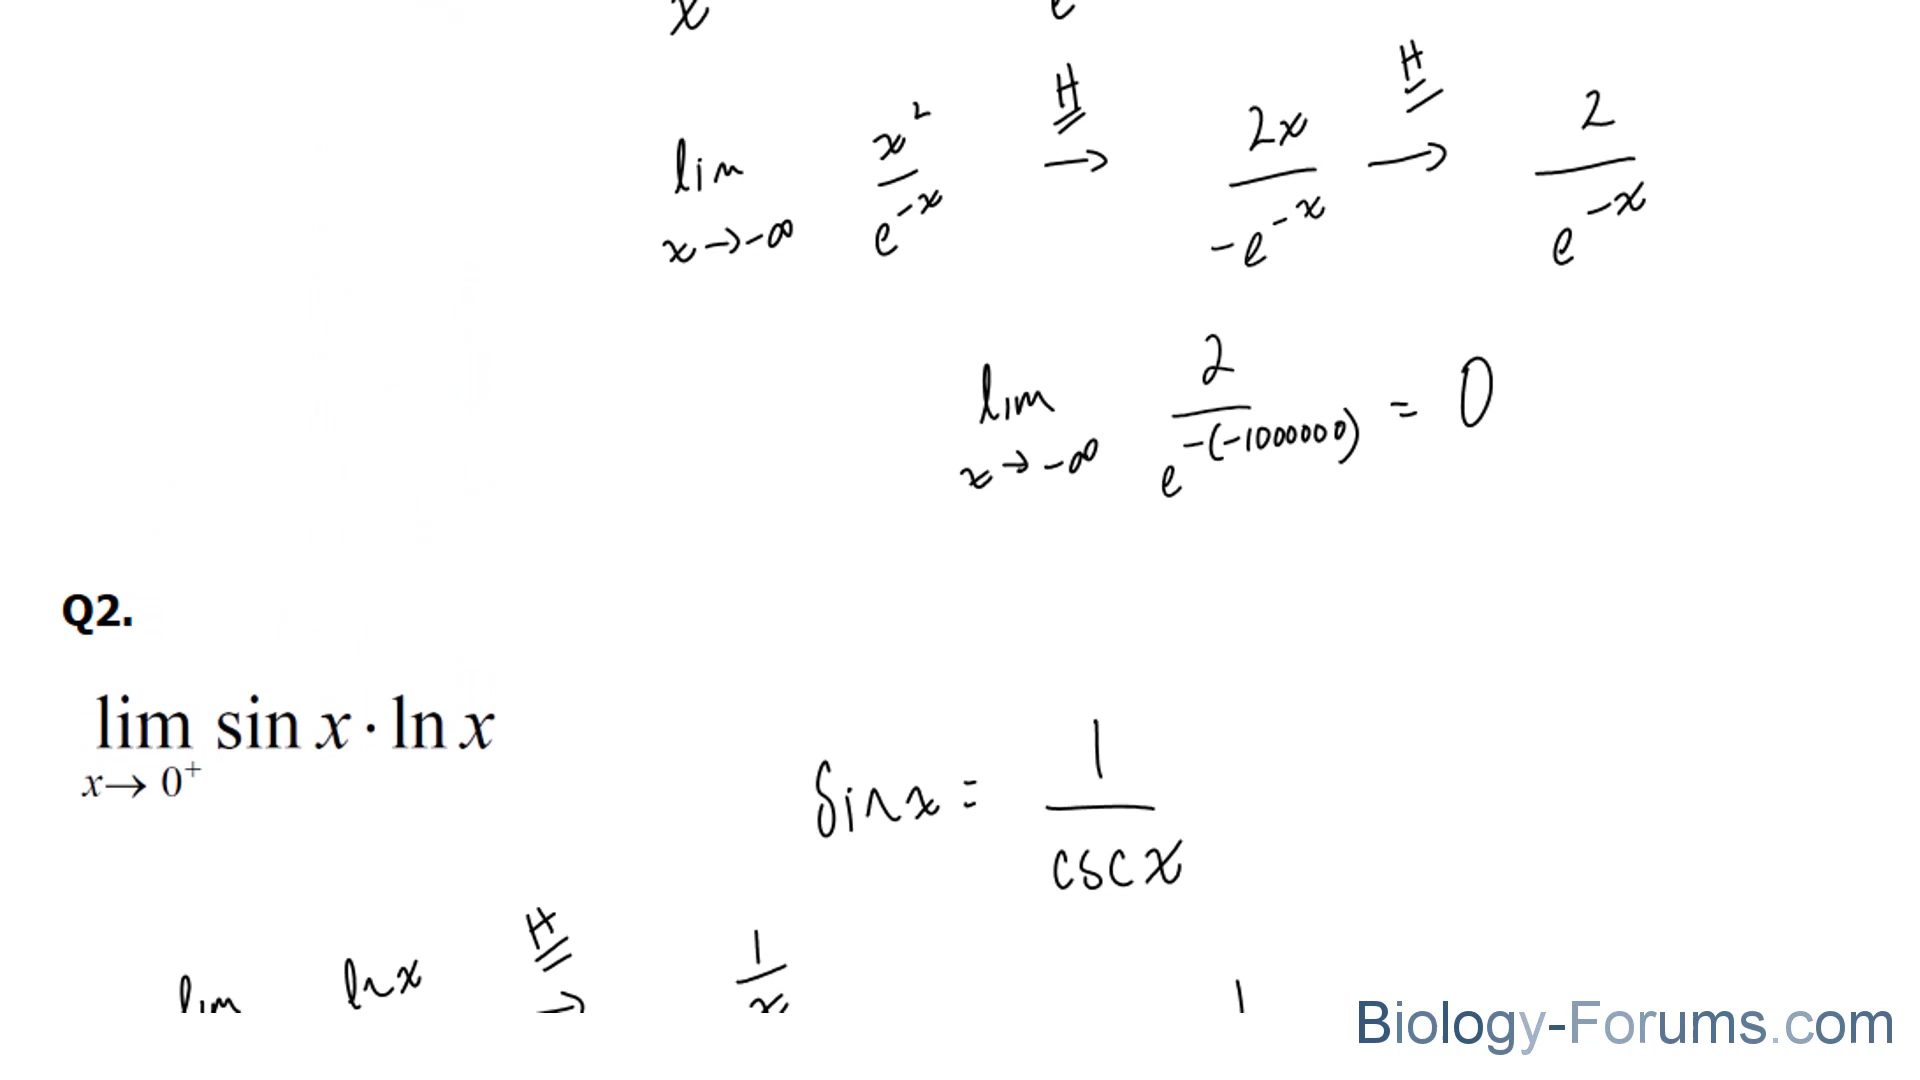 x e
lim x→-∞ x²/e^-x H→ 2x/-e^-x H→ 2/e^-x
lim x→-∞ 2/e^-(-1000000) = 0
Q2.
lim x→0⁺ sin x · ln x
sin x = 1/csc x
lim ln x H→ 1/x 1
Biology-Forums.com